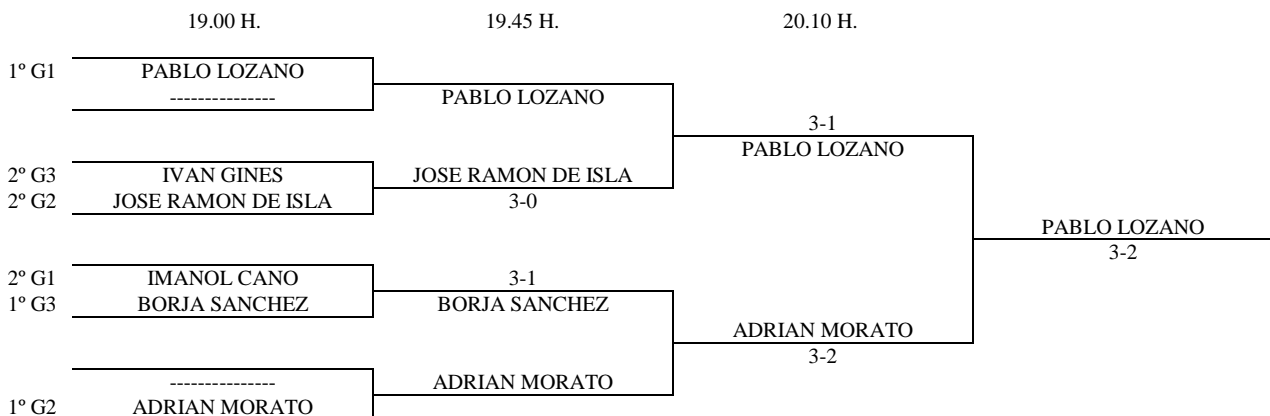 19.00 H. 19.45 H. 20.10 H.
1º G1 PABLO LOZANO
--------------- PABLO LOZANO
3-1
PABLO LOZANO
2º G3 IVAN GINES JOSE RAMON DE ISLA
2º G2 JOSE RAMON DE ISLA 3-0
PABLO LOZANO
3-2
2º G1 IMANOL CANO 3-1
1º G3 BORJA SANCHEZ BORJA SANCHEZ
ADRIAN MORATO
3-2
--------------- ADRIAN MORATO
1º G2 ADRIAN MORATO